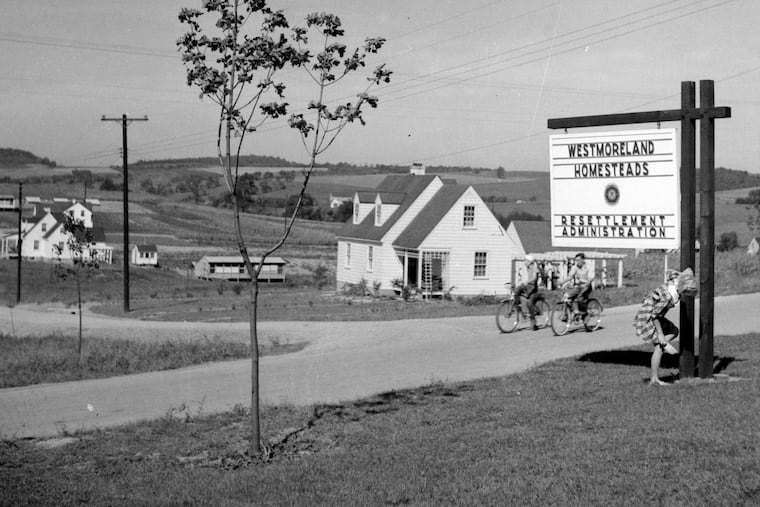 WESTMORELAND
HOMESTEADS
RESETTLEMENT
ADMINISTRATION